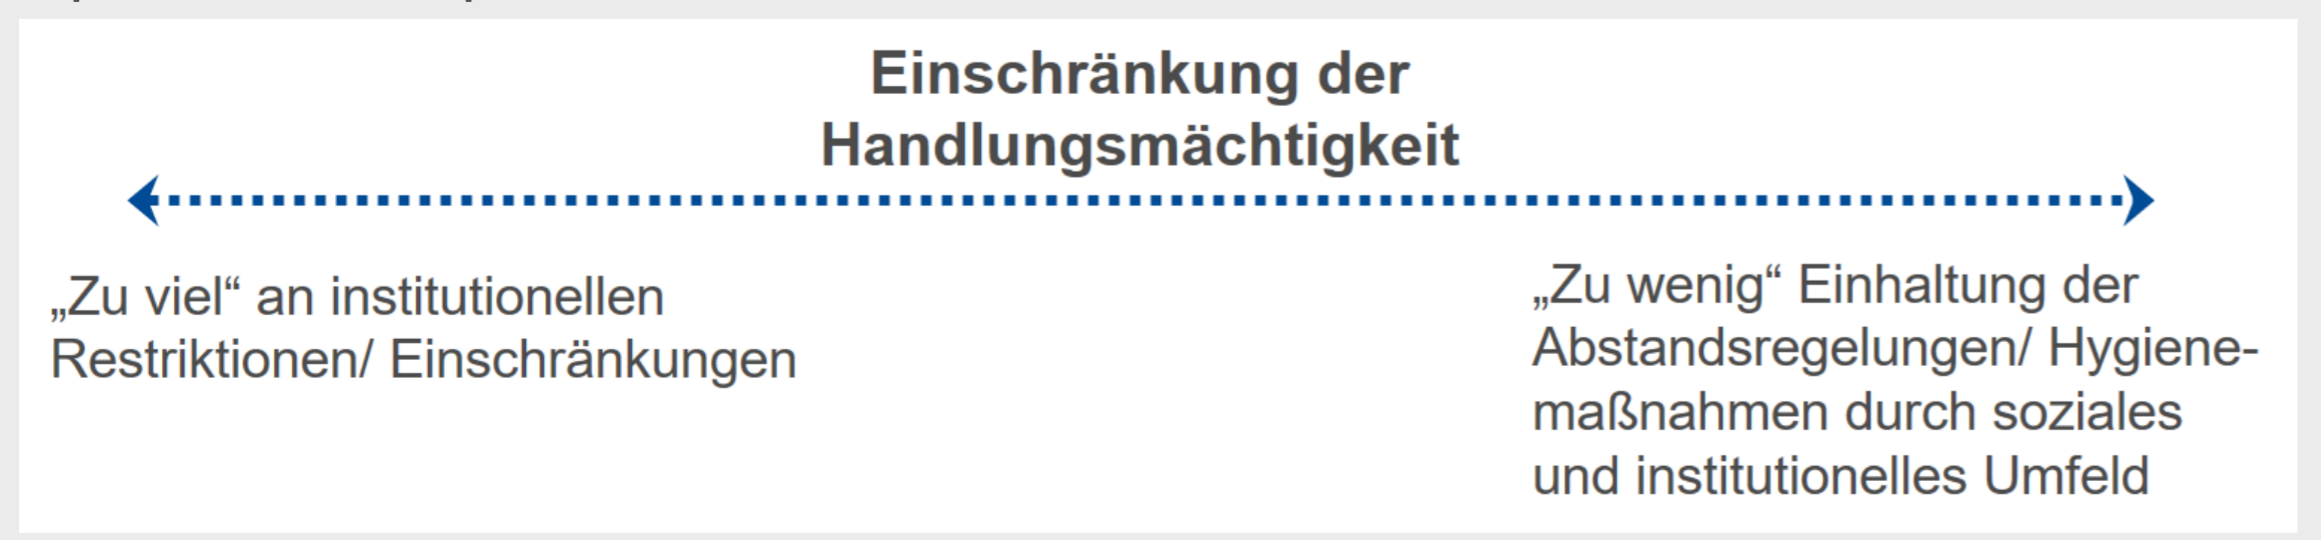 Einschränkung der
Handlungsmächtigkeit
„Zu viel“ an institutionellen
Restriktionen/ Einschränkungen
„Zu wenig“ Einhaltung der
Abstandsregelungen/ Hygiene-
maßnahmen durch soziales
und institutionelles Umfeld